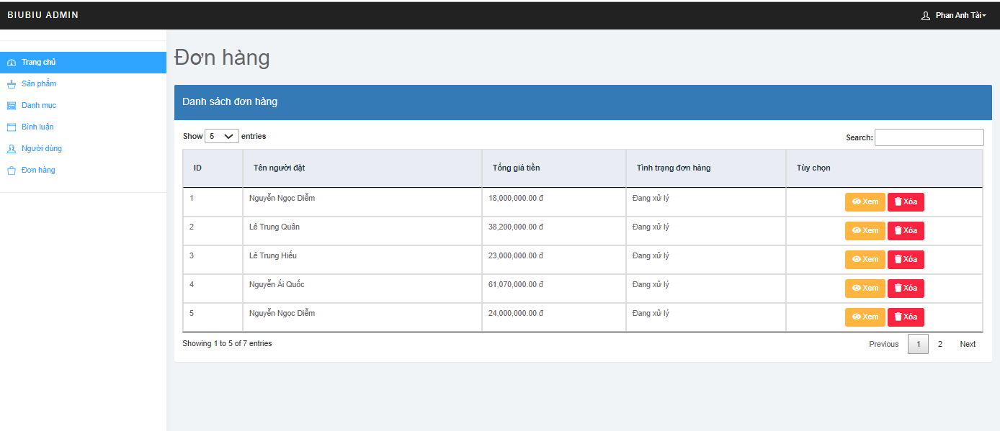 BIUBIU ADMIN
Phan Anh Tài
Trang chủ
Sản phẩm
Danh mục
Bình luận
Người dùng
Đơn hàng
Đơn hàng
Danh sách đơn hàng
Show 5 entries
Search:
ID Tên người đặt Tổng giá tiền Tình trạng đơn hàng Tùy chọn
1 Nguyễn Ngọc Diễm 18,000,000.00 đ Đang xử lý Xem Xóa
2 Lê Trung Quân 38,200,000.00 đ Đang xử lý Xem Xóa
3 Lê Trung Hiếu 23,000,000.00 đ Đang xử lý Xem Xóa
4 Nguyễn Ái Quốc 61,070,000.00 đ Đang xử lý Xem Xóa
5 Nguyễn Ngọc Diễm 24,000,000.00 đ Đang xử lý Xem Xóa
Showing 1 to 5 of 7 entries
Previous 1 2 Next